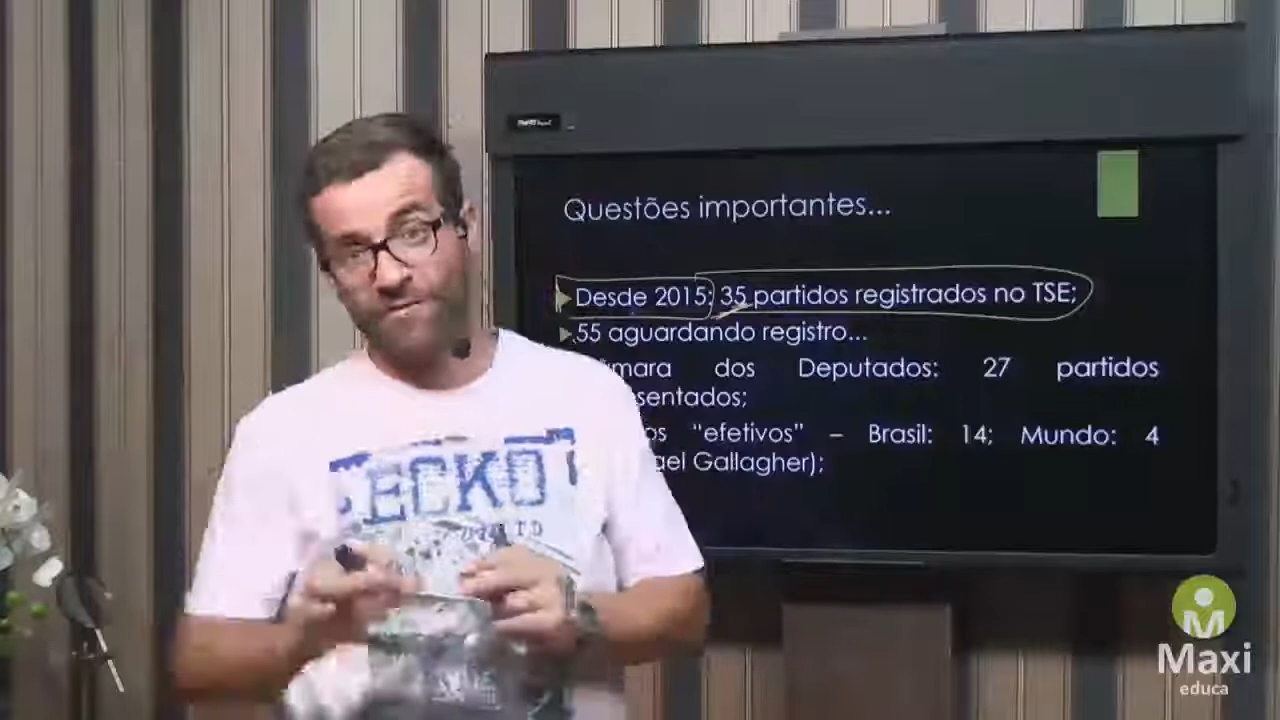 Questões importantes...
Desde 2015: 35 partidos registrados no TSE;
55 aguardando registro...
mara dos Deputados: 27 partidos
sentados;
os "efetivos" – Brasil: 14; Mundo: 4
ael Gallagher);
ECKO
Maxi
educa